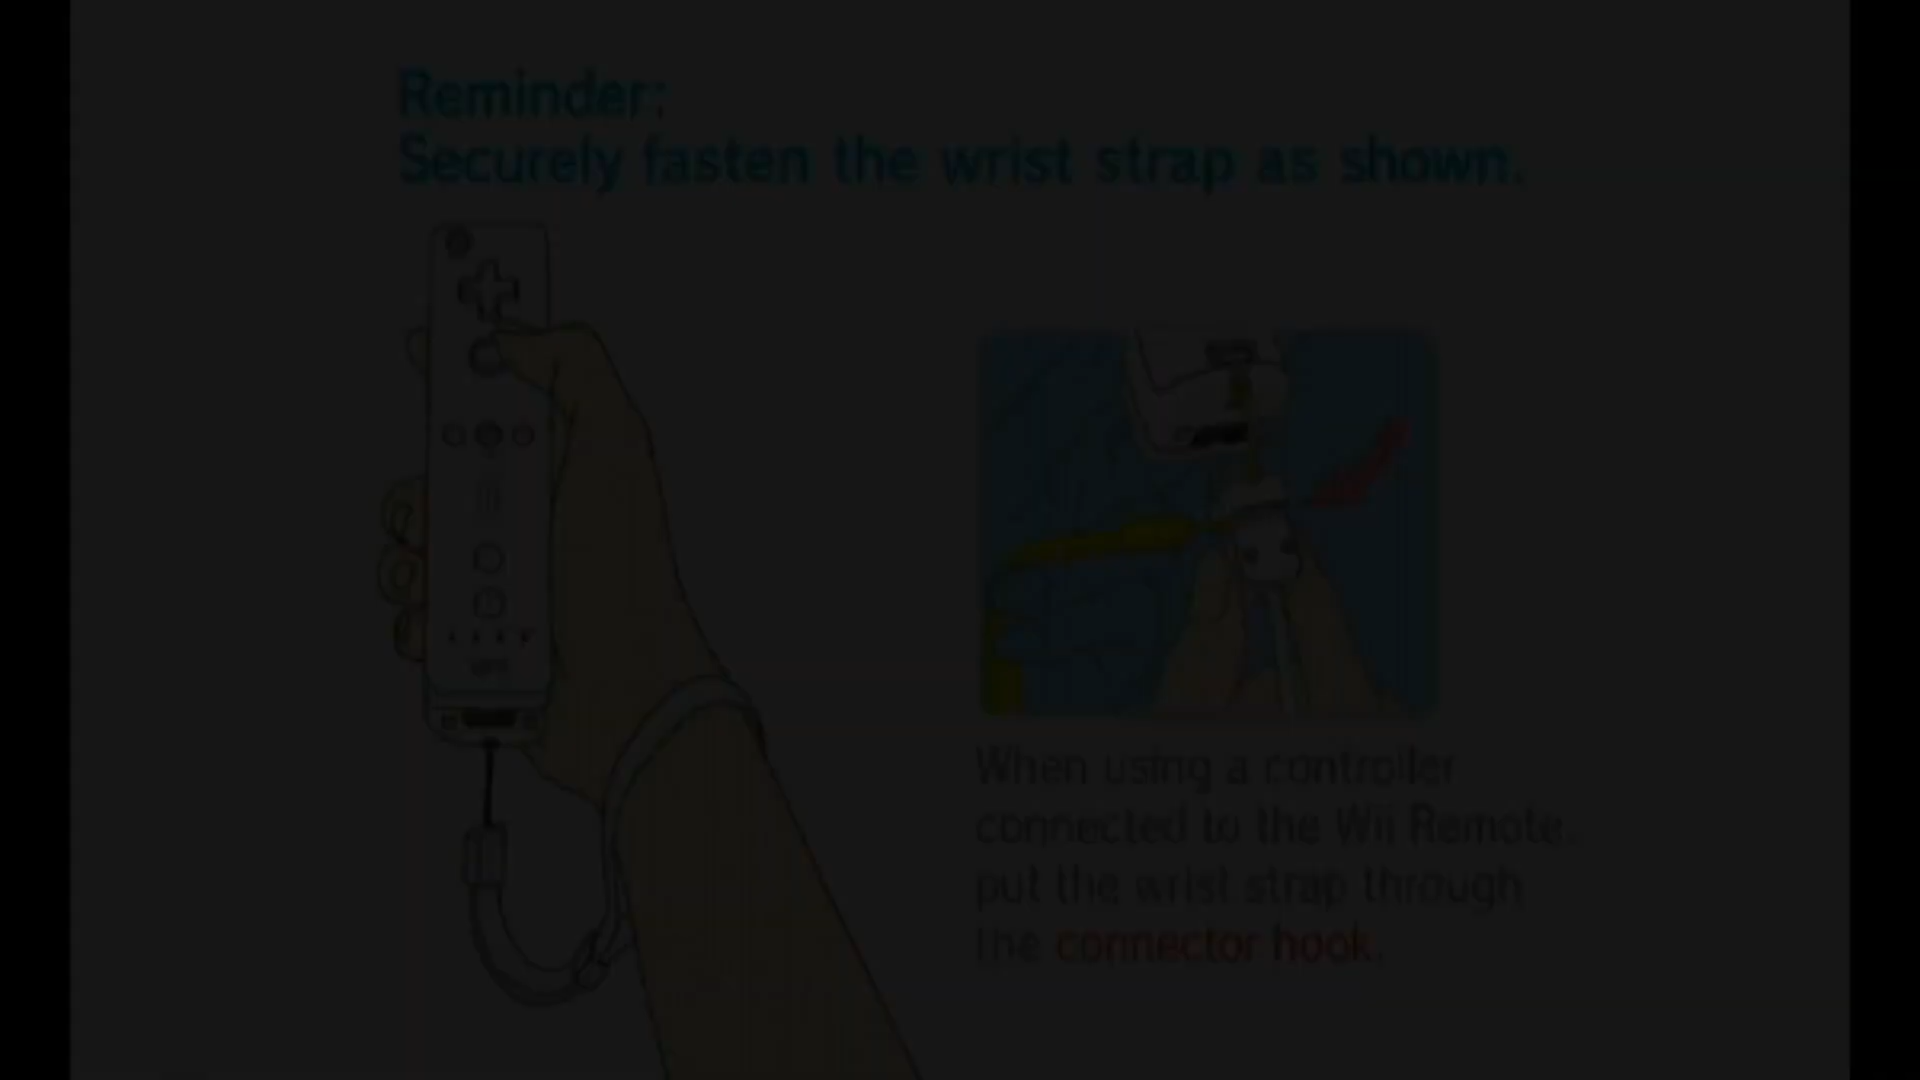 Reminder:
Securely fasten the wrist strap as shown.
When using a controller
connected to the Wii Remote,
put the wrist strap through
the connector hook.